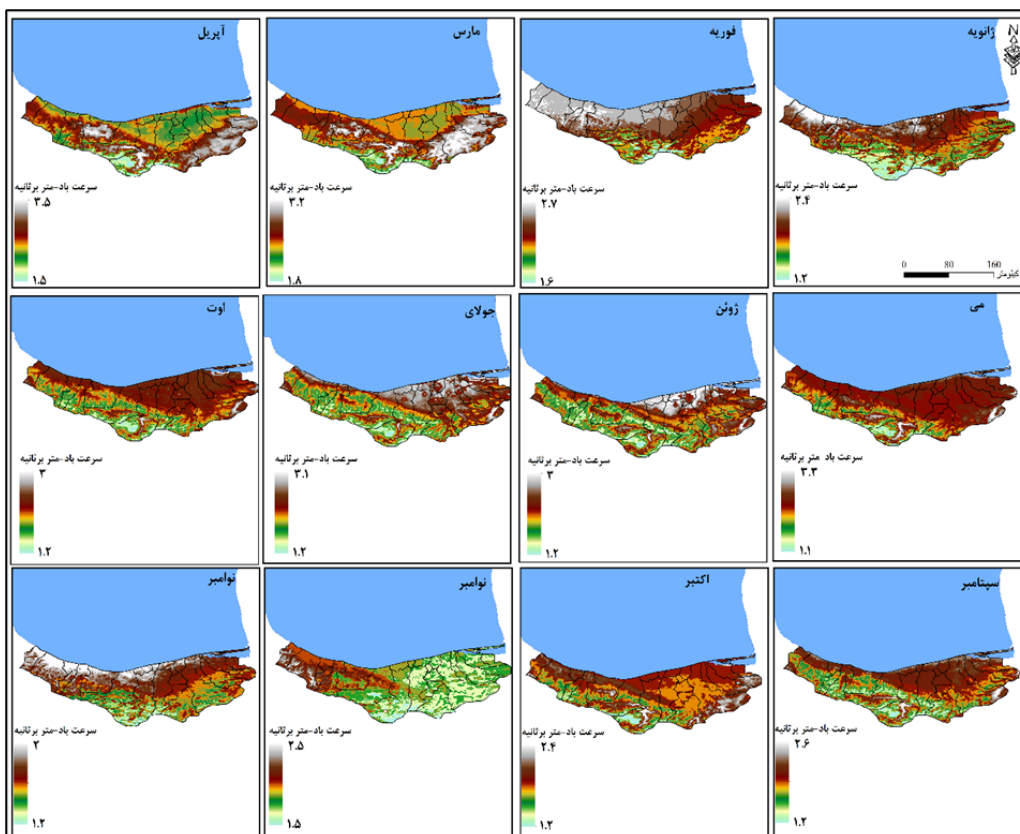 ژانویه
N
سرعت باد-متر برثانیه
۲.۴
۱.۲
۰ ۸۰ ۱۶۰
کیلومتر
فوریه
سرعت باد-متر برثانیه
۲.۷
۱.۶
مارس
سرعت باد-متر برثانیه
۳.۲
۱.۸
آپریل
سرعت باد-متر برثانیه
۳.۵
۱.۵
می
سرعت باد متر برثانیه
۳.۳
۱.۱
ژوئن
سرعت باد-متر برثانیه
۳
۱.۲
جولای
سرعت باد-متر برثانیه
۳.۱
۱.۲
اوت
سرعت باد-متر برثانیه
۳
۱.۲
سپتامبر
سرعت باد-متر برثانیه
۲.۶
۱.۲
اکتبر
سرعت باد-متر برثانیه
۲.۴
۱.۲
نوامبر
سرعت باد-متر برثانیه
۲.۵
۱.۵
نوامبر
سرعت باد-متر برثانیه
۲
۱.۲